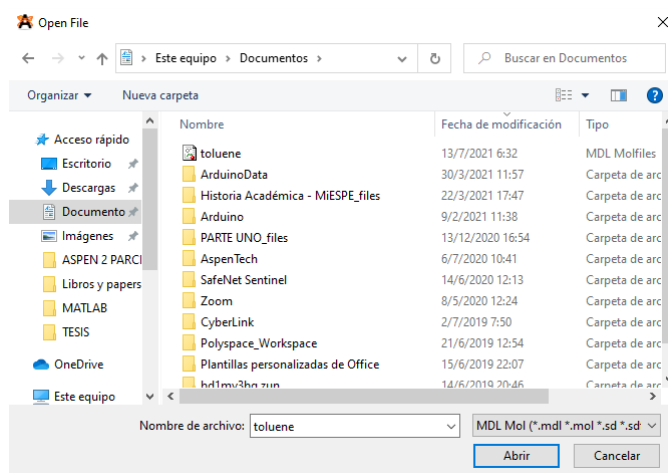 Open File
Este equipo > Documentos >
Buscar en Documentos
Organizar
Nueva carpeta
Nombre Fecha de modificación Tipo
Acceso rápido
Escritorio
Descargas
Documento
Imágenes
ASPEN 2 PARCI
Libros y papers
MATLAB
TESIS
OneDrive
Este equipo
toluene 13/7/2021 6:32 MDL Molfiles
ArduinoData 30/3/2021 11:57 Carpeta de arc
Historia Académica - MiESPE_files 22/3/2021 17:47 Carpeta de arc
Arduino 9/2/2021 11:38 Carpeta de arc
PARTE UNO_files 13/12/2020 16:54 Carpeta de arc
AspenTech 6/7/2020 10:41 Carpeta de arc
SafeNet Sentinel 14/6/2020 12:13 Carpeta de arc
Zoom 8/5/2020 12:24 Carpeta de arc
CyberLink 2/7/2019 7:50 Carpeta de arc
Polyspace_Workspace 21/6/2019 12:54 Carpeta de arc
Plantillas personalizadas de Office 15/6/2019 22:07 Carpeta de arc
14/6/2019 20:46 Carpeta de arc
Nombre de archivo: toluene MDL Mol (*.mdl *.mol *.sd *.sd
Abrir Cancelar